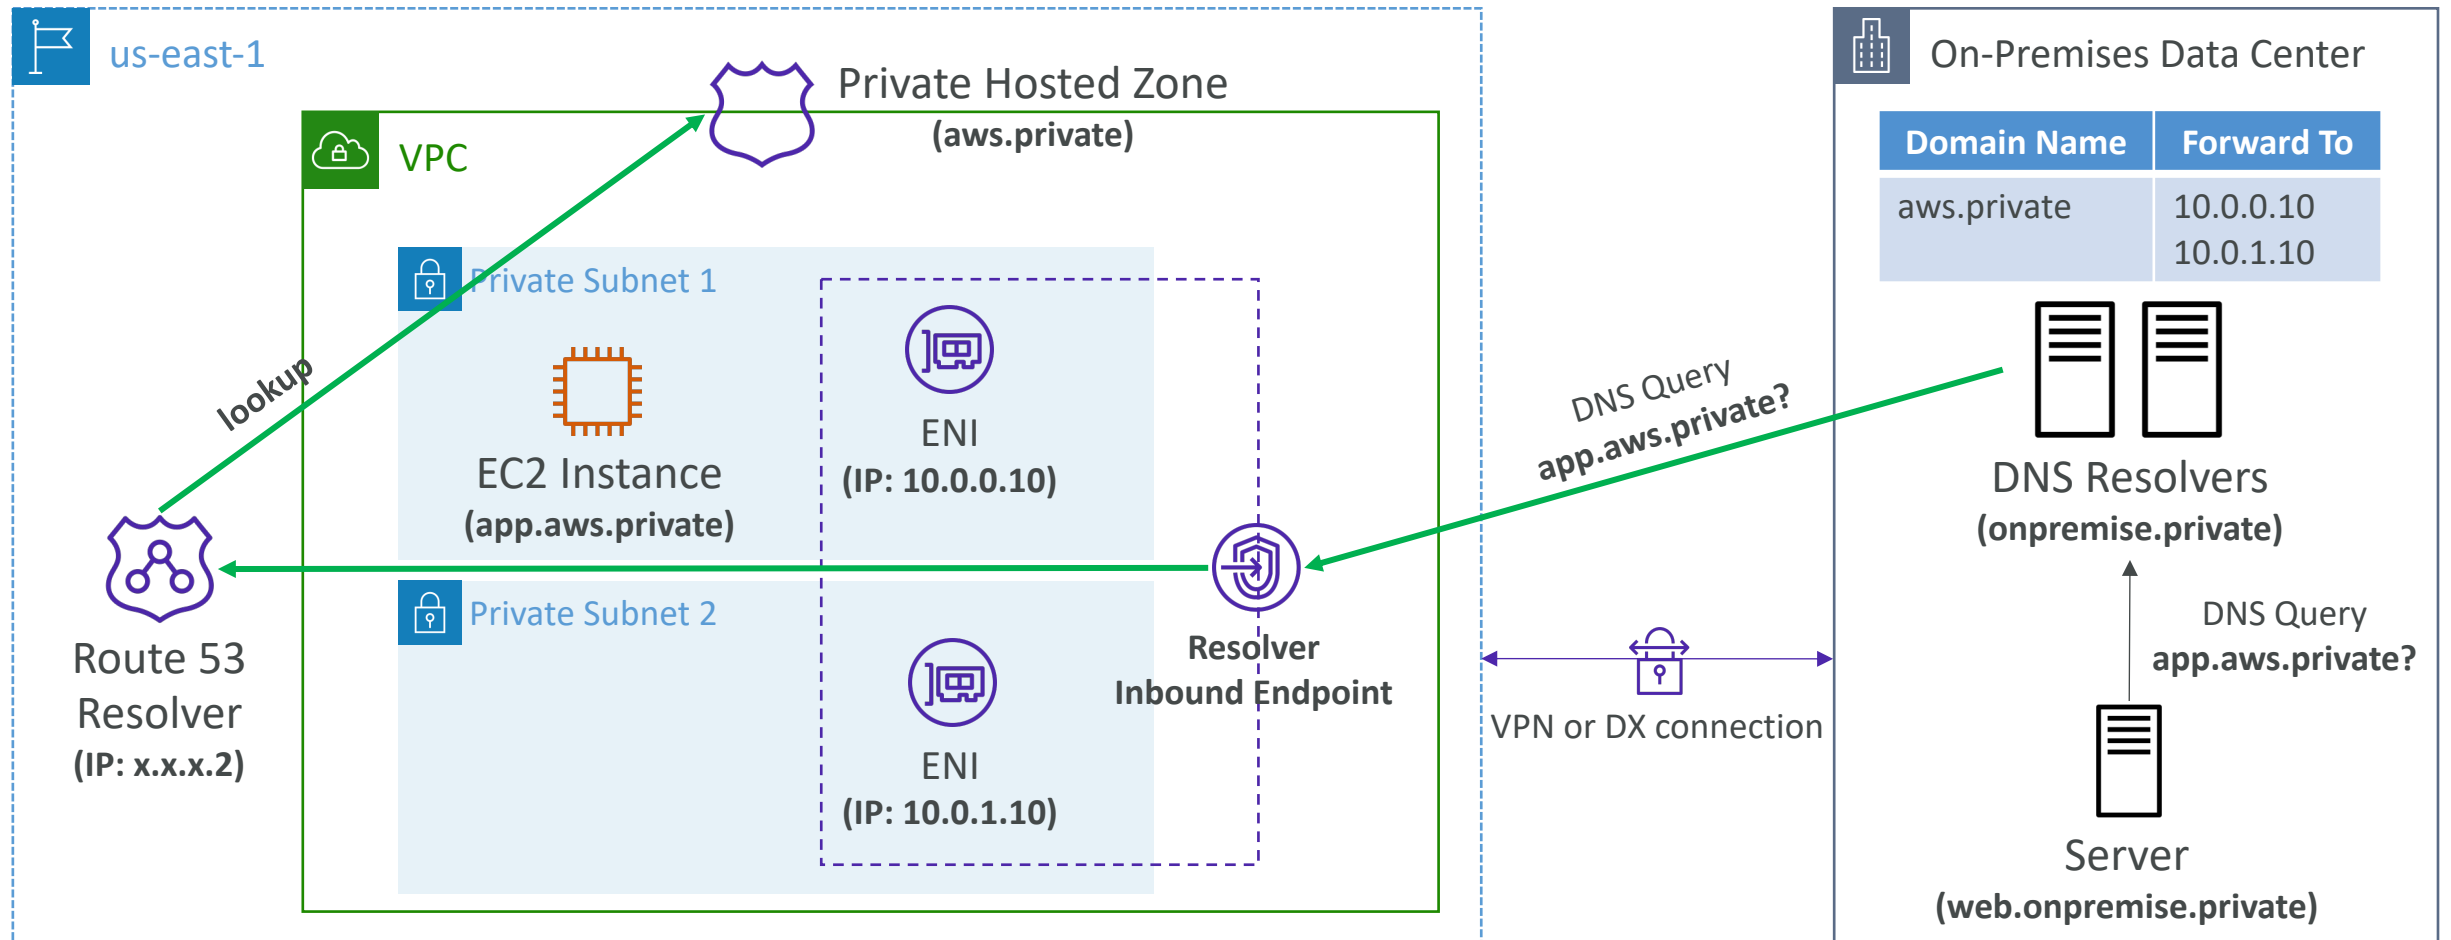 us-east-1
Private Hosted Zone
(aws.private)
VPC
Private Subnet 1
lookup
EC2 Instance
(app.aws.private)
ENI
(IP: 10.0.0.10)
Private Subnet 2
ENI
(IP: 10.0.1.10)
Resolver
Inbound Endpoint
Route 53
Resolver
(IP: x.x.x.2)
DNS Query
app.aws.private?
VPN or DX connection
On-Premises Data Center
Domain Name Forward To
aws.private 10.0.0.10
10.0.1.10
DNS Resolvers
(onpremise.private)
DNS Query
app.aws.private?
Server
(web.onpremise.private)